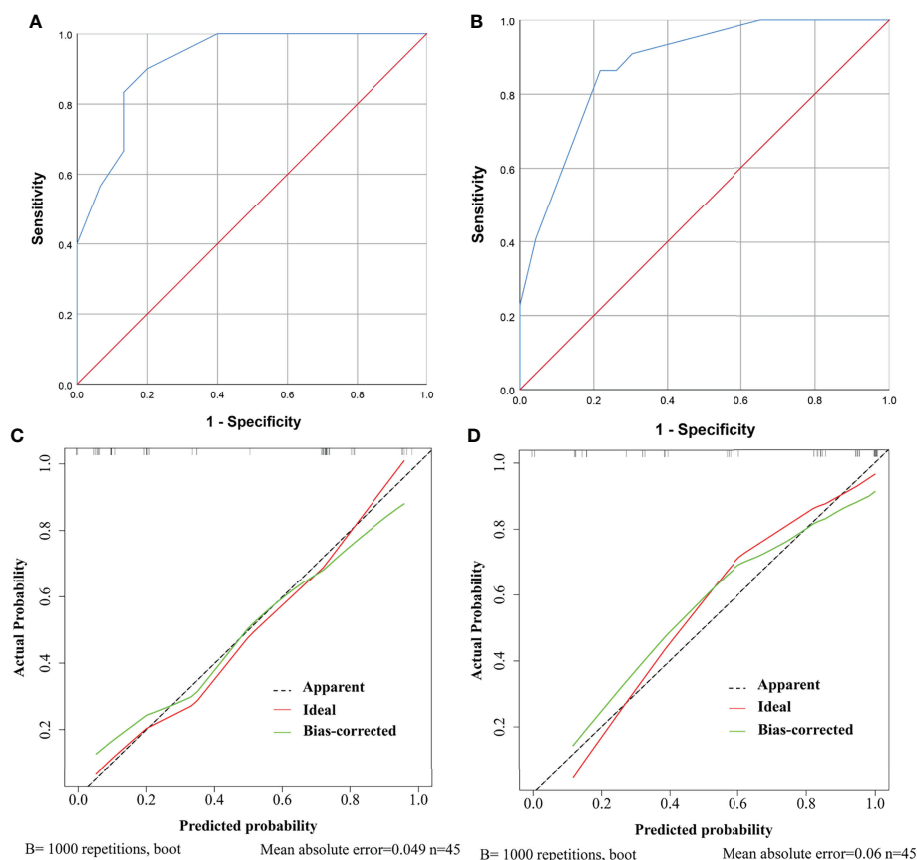 A
B
1.0
0.8
0.6
0.4
0.2
0.0
Sensitivity
0.0 0.2 0.4 0.6 0.8 1.0
1 - Specificity
1.0
0.8
0.6
0.4
0.2
0.0
Sensitivity
0.0 0.2 0.4 0.6 0.8 1.0
1 - Specificity
C
1.0
0.8
0.6
0.4
0.2
Actual Probability
Apparent
Ideal
Bias-corrected
0.0 0.2 0.4 0.6 0.8 1.0
Predicted probability
B= 1000 repetitions, boot
Mean absolute error=0.049 n=45
D
1.0
0.8
0.6
0.4
0.2
Actual Probability
Apparent
Ideal
Bias-corrected
0.0 0.2 0.4 0.6 0.8 1.0
Predicted probability
B= 1000 repetitions, boot
Mean absolute error=0.06 n=45